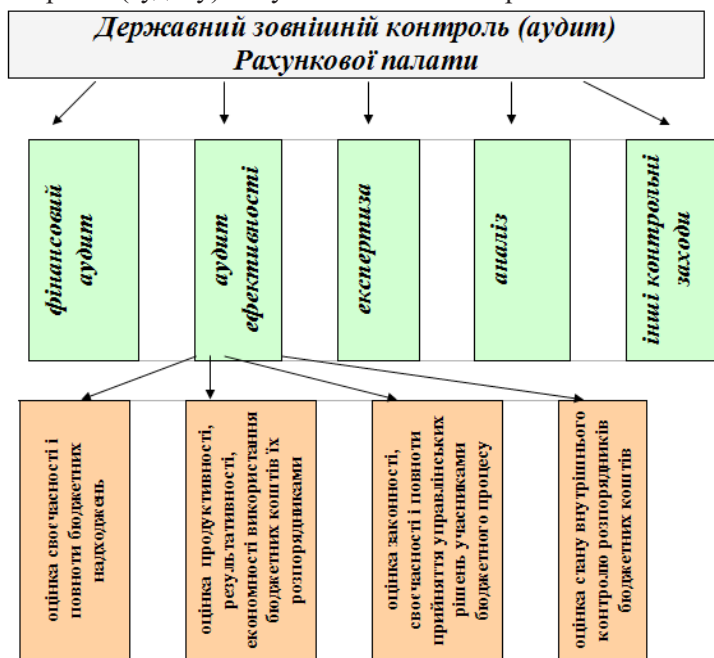 Державний зовнішній контроль (аудит)
Рахункової палати
фінансовий
аудит
аудит
ефективності
експертиза
аналіз
інші контрольні
заходи
оцінка своєчасності і
повноти бюджетних
надходжень
оцінка продуктивності,
результативності,
економності використання
бюджетних коштів їх
розпорядниками
оцінка законності,
своєчасності і повноти
прийняття управлінських
рішень учасниками
бюджетного процесу
оцінка стану внутрішнього
контролю розпорядників
бюджетних коштів